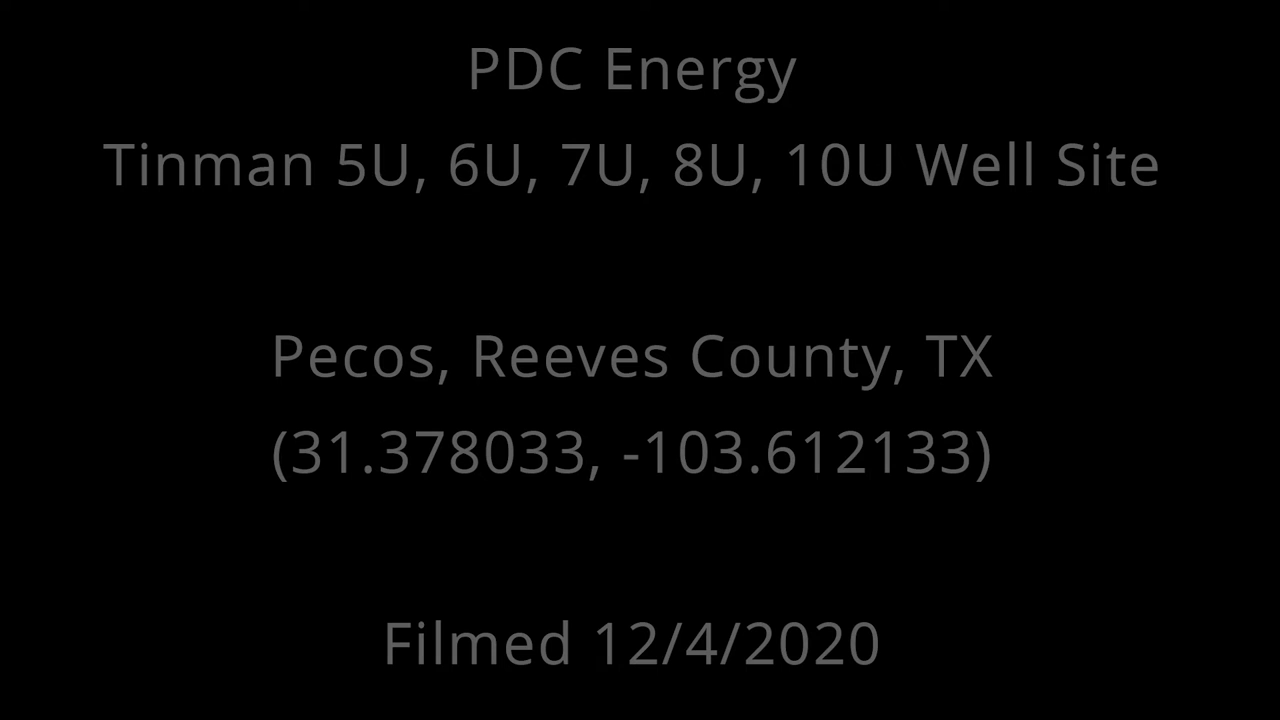 PDC Energy
Tinman 5U, 6U, 7U, 8U, 10U Well Site
Pecos, Reeves County, TX
(31.378033, -103.612133)
Filmed 12/4/2020